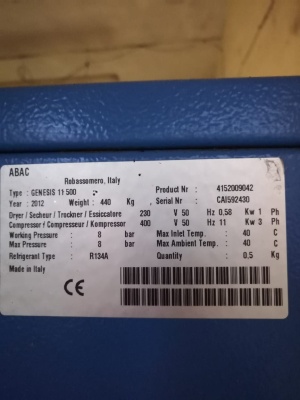 ABAC
Robassomero, Italy
Type : GENESIS 11 500 Product Nr : 4152009042
Year : 2012 Weight : 440 Kg Serial Nr : CAI592430
Dryer / Secheur / Trockner / Essiccatore 230 V 50 Hz 0.58 Kw 1 Ph
Compressor / Compresseur / Kompressor 400 V 50 Hz 11 Kw 3 Ph
Working Pressure : 8 bar Max Inlet Temp. : 40 C
Max Pressure : 8 bar Max Ambient Temp. : 40 C
Refrigerant Type : R134A Quantity : 0,5 Kg
Made in Italy
CE